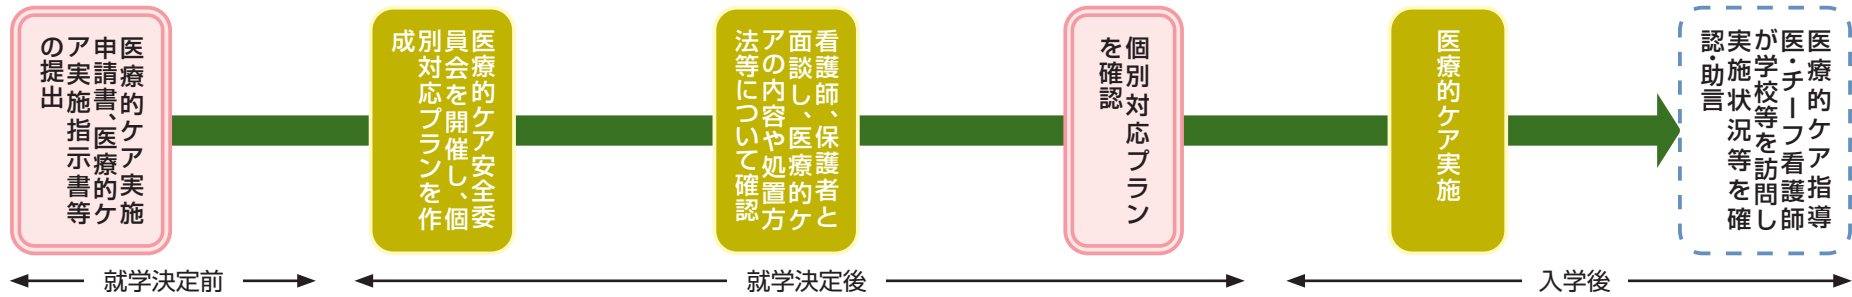 医療的ケア実施
申請書、医療的ケ
ア実施指示書等
の提出
医療的ケア安全委
員会を開催し、個
別対応プランを作
成
看護師、保護者と
面談し、医療的ケ
アの内容や処置方
法等について確認
個別対応プラン
を確認
医療的ケア実施
医療的ケア指導
医・チーフ看護師
が学校等を訪問し
実施状況等を確
認・助言
就学決定前
就学決定後
入学後